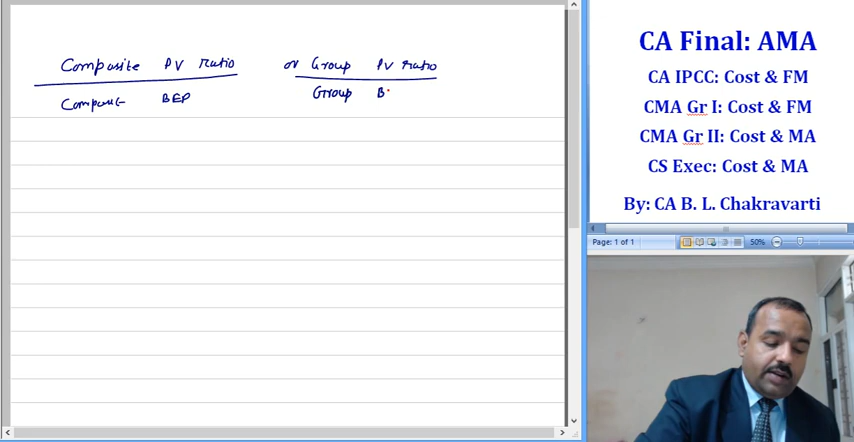 Composite PV Ratio or Group PV ratio
Composit BEP Group B
CA Final: AMA
CA IPCC: Cost & FM
CMA Gr I: Cost & FM
CMA Gr II: Cost & MA
CS Exec: Cost & MA
By: CA B. L. Chakravarti
Page: 1 of 1 50%